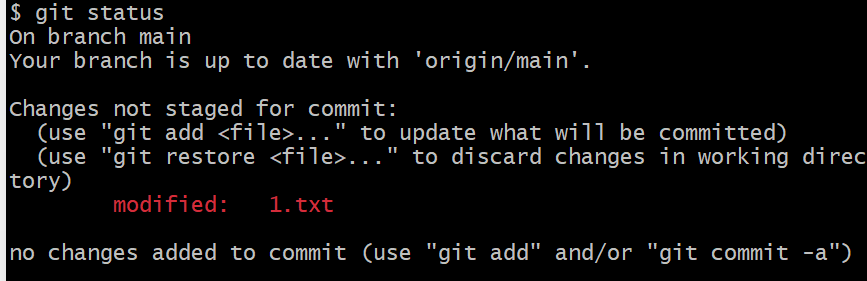 $ git status
On branch main
Your branch is up to date with 'origin/main'.
Changes not staged for commit:
  (use "git add <file>..." to update what will be committed)
  (use "git restore <file>..." to discard changes in working direc
tory)
        modified:   1.txt
no changes added to commit (use "git add" and/or "git commit -a")